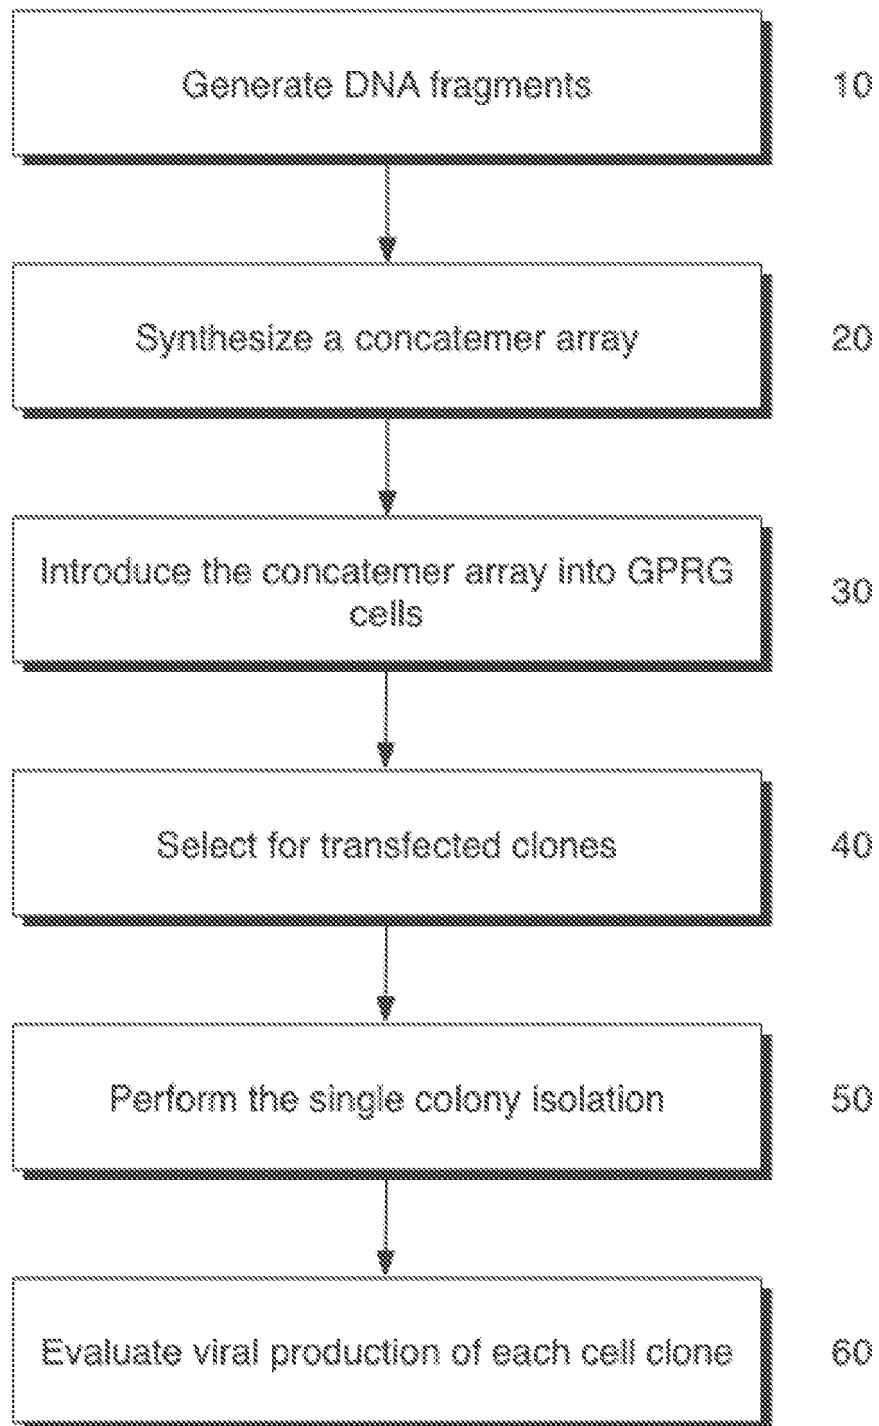 Generate DNA fragments 10
Synthesize a concatemer array 20
Introduce the concatemer array into GPRG
cells
30
Select for transfected clones 40
Perform the single colony isolation 50
Evaluate viral production of each cell clone 60